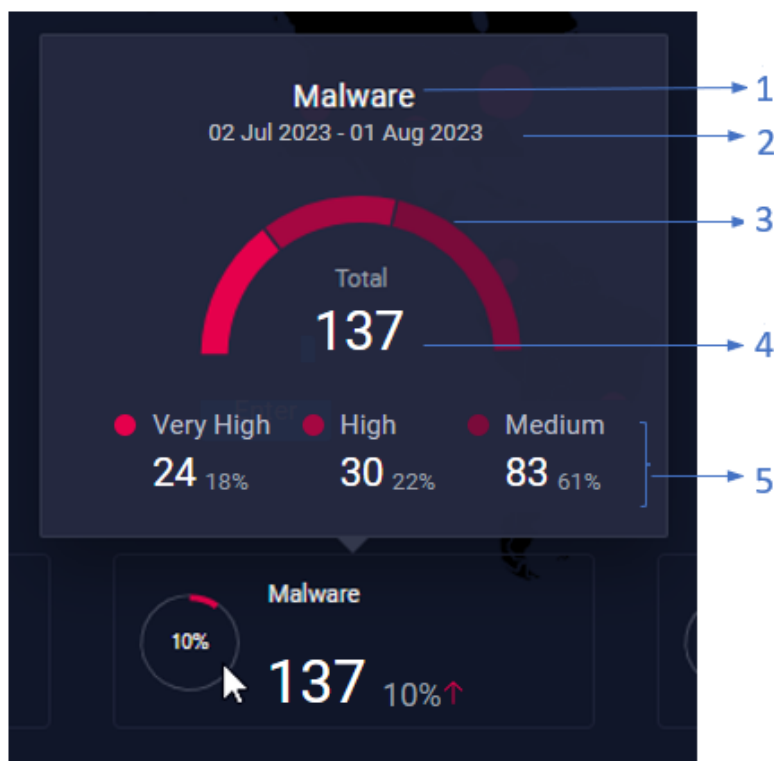 Malware
1
02 Jul 2023 - 01 Aug 2023
2
3
Total
137
4
Enter
Very High High Medium
24 18% 30 22% 83 61%
5
Malware
10%
137 10%↑